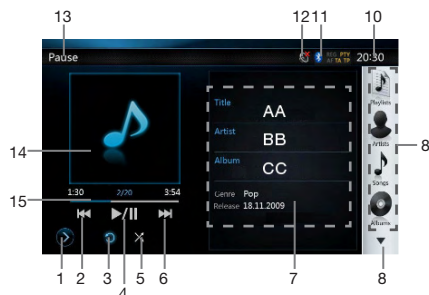 13 12 11 10
Pause REG PTY 20:30
AF TA TP
Playlists
Title AA
Artist BB
Artists
8
Album CC
Songs
14
1:30 2/20 3:54
Genre Pop
Release 18.11.2009
15
Albums
1 2 3 4 5 6 7 8